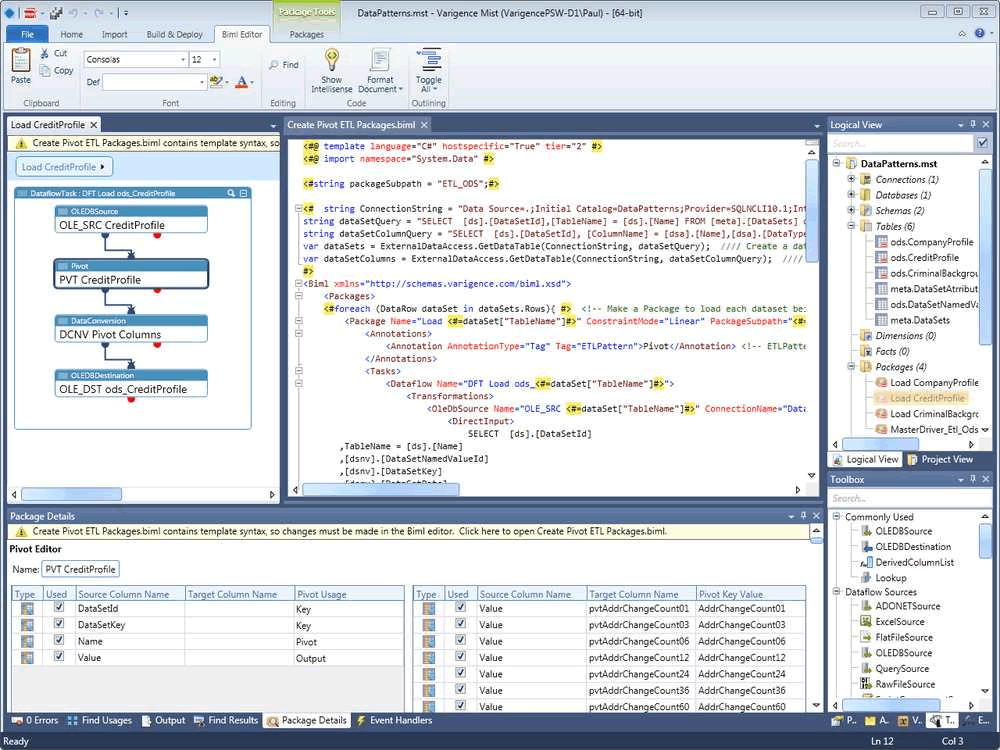 Package Tools
DataPatterns.mst - Varigence Mist (VarigencePSW-D1\Paul) - [64-bit]
File
Home
Import
Build & Deploy
Biml Editor
Packages
Paste
Cut
Copy
Clipboard
Consolas
12
Def
Font
Find
Editing
Show Intellisense
Format Document
Code
Toggle All
Outlining
Load CreditProfile
Create Pivot ETL Packages.biml contains template syntax, so
Load CreditProfile
DataflowTask : DFT Load ods_CreditProfile
OLEDBSource
OLE_SRC CreditProfile
Pivot
PVT CreditProfile
DataConversion
DCNV Pivot Columns
OLEDBDestination
OLE_DST ods_CreditProfile
Create Pivot ETL Packages.biml
<#@ template language="C#" hostspecific="True" tier="2" #>
<#@ import namespace="System.Data" #>
<#string packageSubpath = "ETL_ODS";#>
<#  string ConnectionString = "Data Source=.;Initial Catalog=DataPatterns;Provider=SQLNCLI10.1;Int
string dataSetQuery = "SELECT  [ds].[DataSetId],[TableName] = [ds].[Name] FROM [meta].[DataSets] d
string dataSetColumnQuery = "SELECT  [ds].[DataSetId], [ColumnName] = [dsa].[Name],[dsa].[DataType
var dataSets = ExternalDataAccess.GetDataTable(ConnectionString, dataSetQuery);  //// Create a dat
var dataSetColumns = ExternalDataAccess.GetDataTable(ConnectionString, dataSetColumnQuery);  ////
#>
<Biml xmlns="http://schemas.varigence.com/biml.xsd">
<Packages>
<#foreach (DataRow dataSet in dataSets.Rows){ #>  <!-- Make a Package to load each dataset bei
<Package Name="Load <#=dataSet["TableName"]#>" ConstraintMode="Linear" PackageSubpath="<#=
<Annotations>
<Annotation AnnotationType="Tag" Tag="ETLPattern">Pivot</Annotation> <!-- ETLPatte
</Annotations>
<Tasks>
<Dataflow Name="DFT Load ods_<#=dataSet["TableName"]#>">
<Transformations>
<OleDbSource Name="OLE_SRC <#=dataSet["TableName"]#>" ConnectionName="Data
<DirectInput>
SELECT  [ds].[DataSetId]
,TableName = [ds].[Name]
,[dsnv].[DataSetNamedValueId]
,[dsnv].[DataSetKey]
Logical View
Search...
DataPatterns.mst
Connections (1)
Databases (1)
Schemas (2)
Tables (6)
ods.CompanyProfile
ods.CreditProfile
ods.CriminalBackgrou
meta.DataSetAttribut
ods.DataSetNamedVa
meta.DataSets
Dimensions (0)
Facts (0)
Packages (4)
Load CompanyProfile
Load CreditProfile
Load CriminalBackgro
MasterDriver_Etl_Ods
Logical View
Project View
Toolbox
Search...
Commonly Used
OLEDBSource
OLEDBDestination
DerivedColumnList
Lookup
Dataflow Sources
ADONETSource
ExcelSource
FlatFileSource
OLEDBSource
QuerySource
RawFileSource
Package Details
Create Pivot ETL Packages.biml contains template syntax, so changes must be made in the Biml editor.  Click here to open Create Pivot ETL Packages.biml.
Pivot Editor
Name: PVT CreditProfile
Type Used Source Column Name Target Column Name Pivot Usage
DataSetId Key
DataSetKey Key
Name Pivot
Value Output
Type Used Source Column Name Target Column Name Pivot Key Value
Value pvtAddrChangeCount01 AddrChangeCount01
Value pvtAddrChangeCount03 AddrChangeCount03
Value pvtAddrChangeCount06 AddrChangeCount06
Value pvtAddrChangeCount12 AddrChangeCount12
Value pvtAddrChangeCount24 AddrChangeCount24
Value pvtAddrChangeCount36 AddrChangeCount36
Value pvtAddrChangeCount60 AddrChangeCount60
0 Errors
Find Usages
Output
Find Results
Package Details
Event Handlers
P..
A..
V..
T..
E...
Ready
Ln 12
Col 3